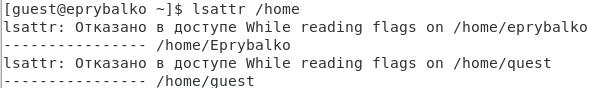 [guest@eprybalko ~]$ lsattr /home
lsattr: Отказано в доступе While reading flags on /home/eprybalko
---------------- /home/Eprybalko
lsattr: Отказано в доступе While reading flags on /home/quest
---------------- /home/guest